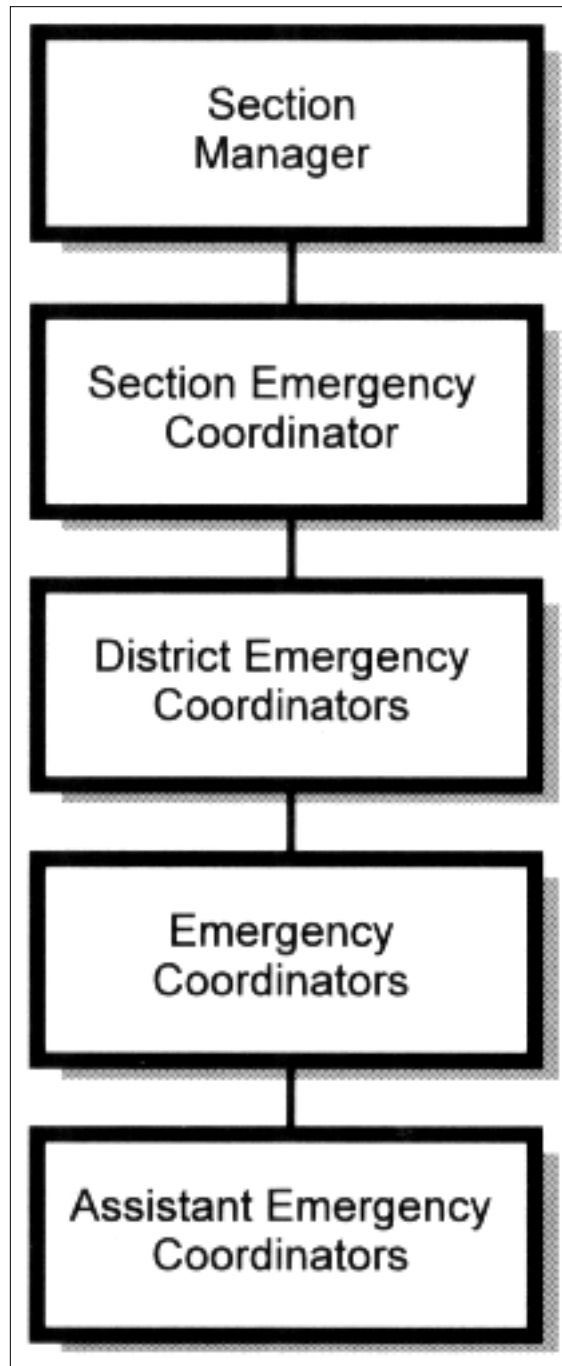 Section
Manager
Section Emergency
Coordinator
District Emergency
Coordinators
Emergency
Coordinators
Assistant Emergency
Coordinators